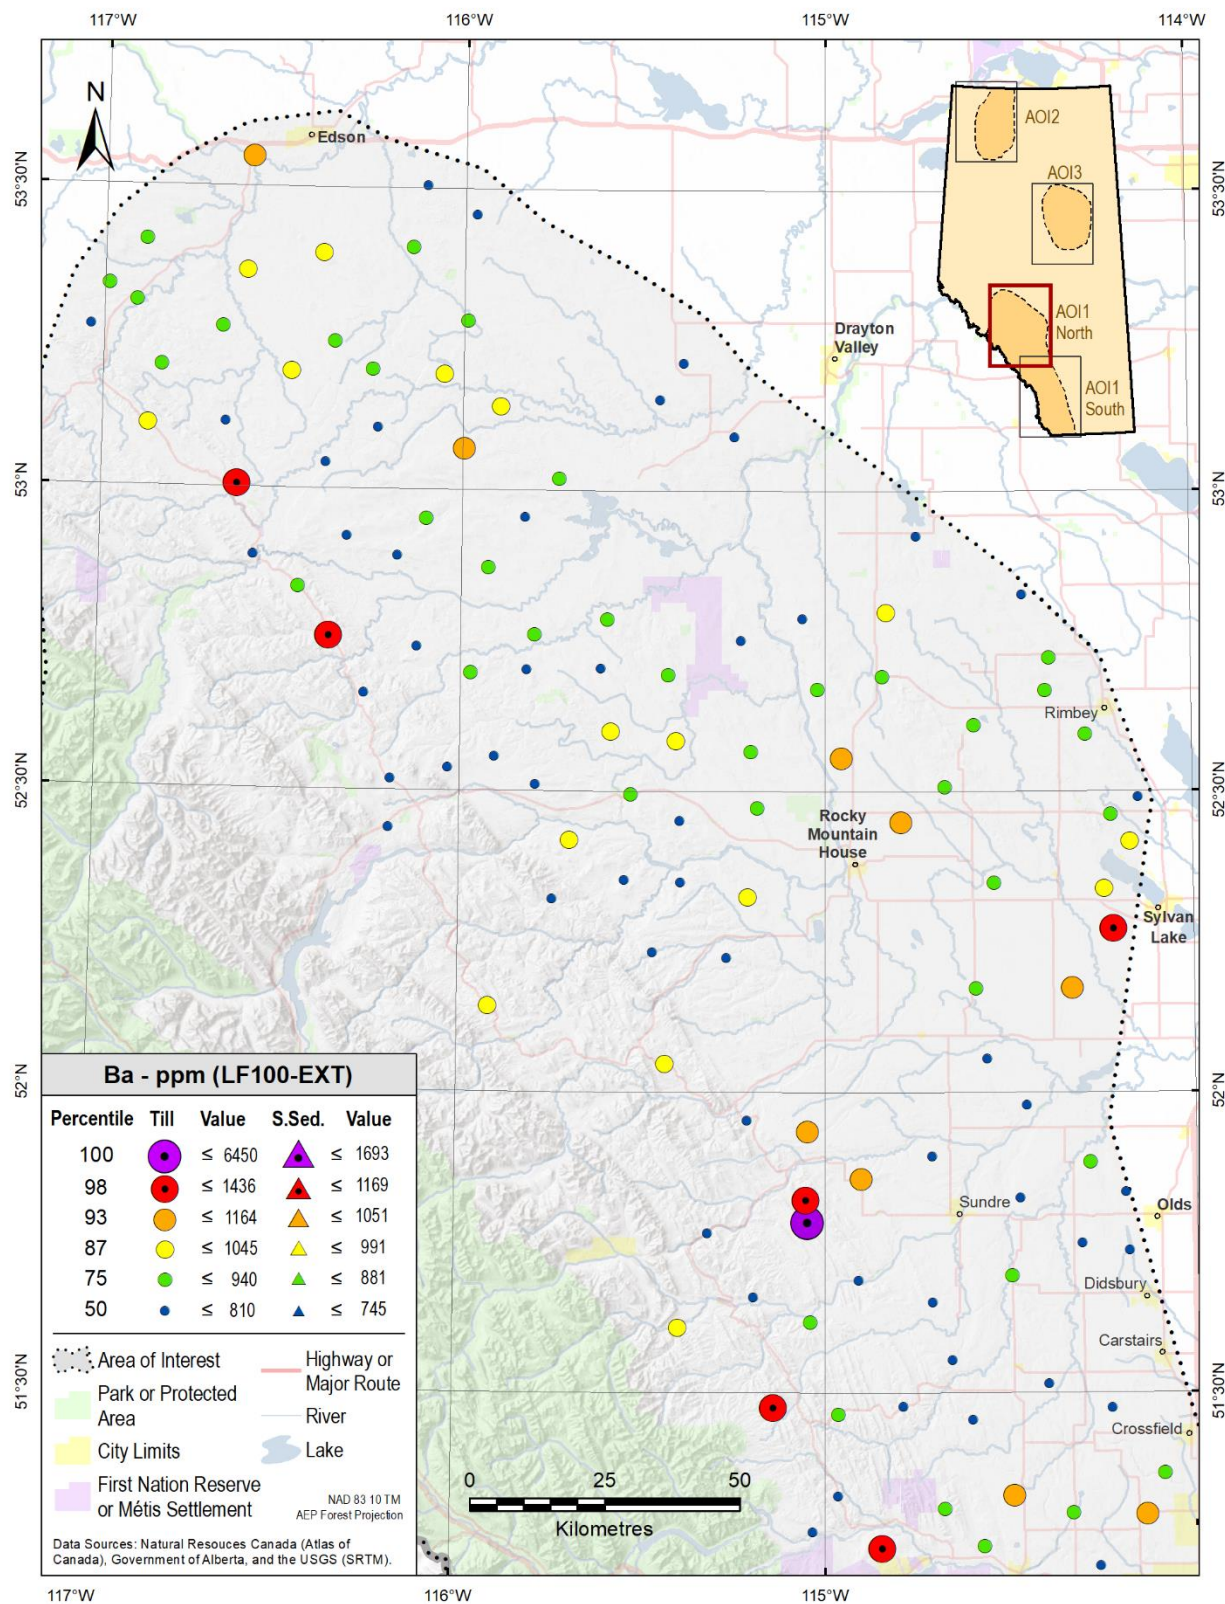 117°W 116°W 115°W 114°W
N
Edson
AOI2
AOI3
AOI1
North
AOI1
South
53°30'N 53°30'N
Drayton
Valley
53°N 53°N
Rimbey
52°30'N 52°30'N
Rocky
Mountain
House
Sylvan
Lake
52°N 52°N
Sundre
Olds
Didsbury
Carstairs
51°30'N 51°30'N
Crossfield
Ba - ppm (LF100-EXT)
Percentile Till Value S.Sed. Value
100 ≤ 6450 ≤ 1693
98 ≤ 1436 ≤ 1169
93 ≤ 1164 ≤ 1051
87 ≤ 1045 ≤ 991
75 ≤ 940 ≤ 881
50 ≤ 810 ≤ 745
Area of Interest
Park or Protected
Area
City Limits
First Nation Reserve
or Métis Settlement
Highway or
Major Route
River
Lake
NAD 83 10 TM
AEP Forest Projection
Data Sources: Natural Resouces Canada (Atlas of
Canada), Government of Alberta, and the USGS (SRTM).
0 25 50
Kilometres
117°W 116°W 115°W 114°W